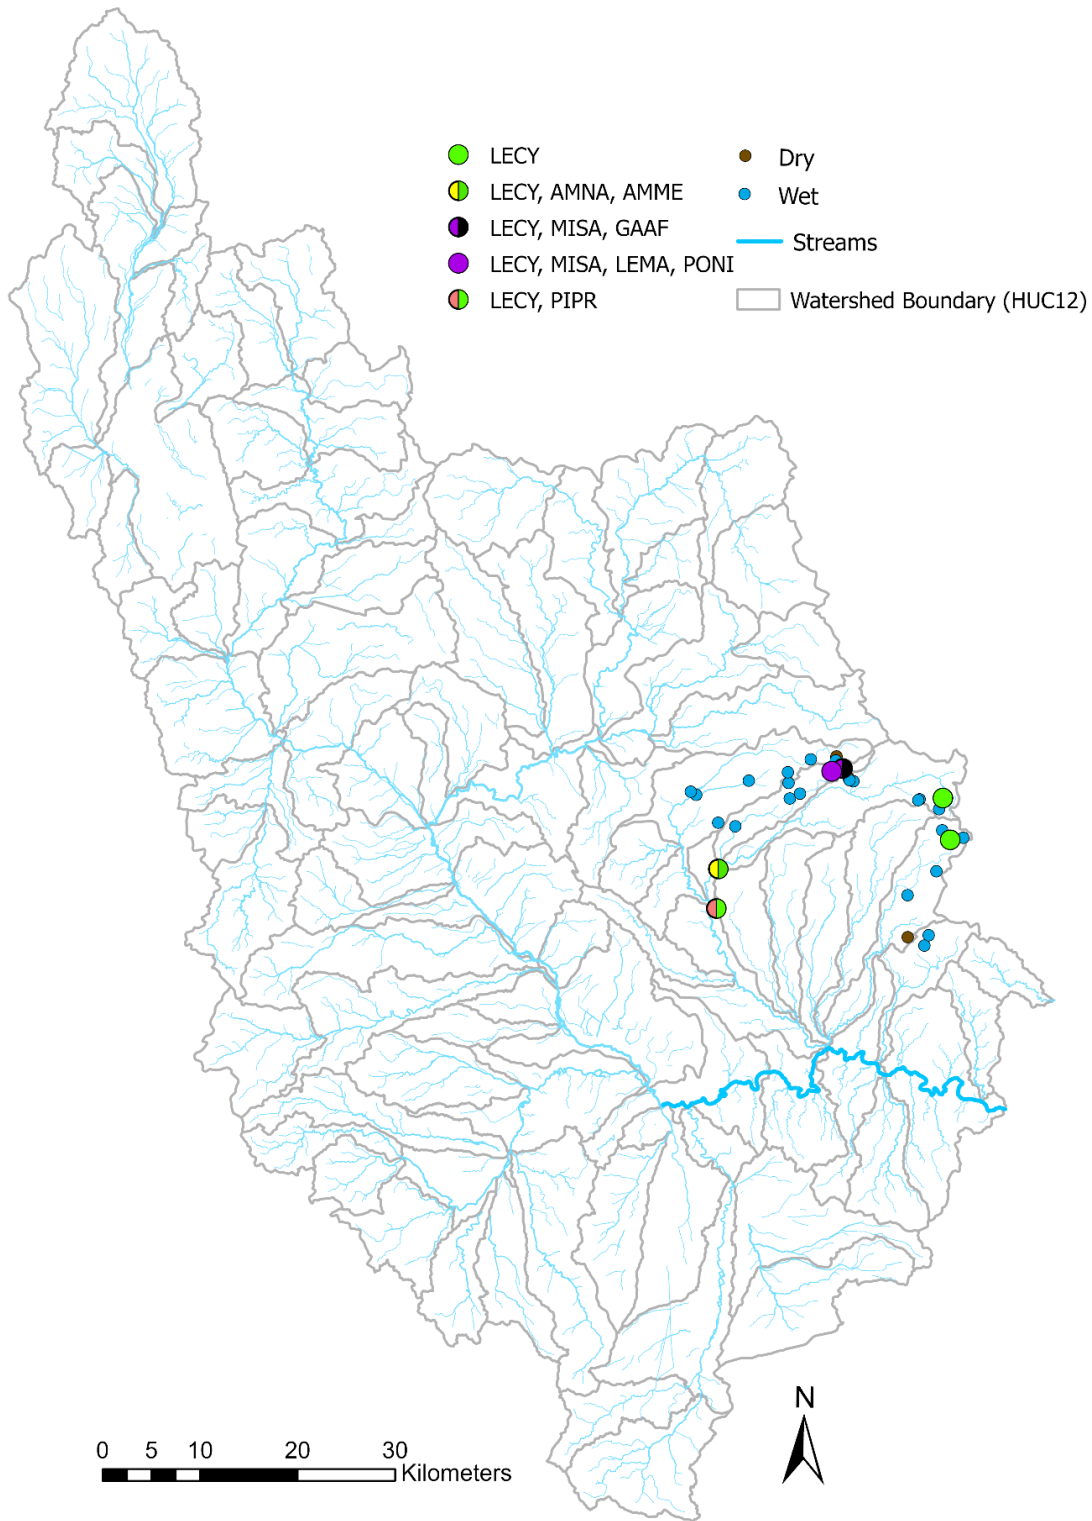 LECY
LECY, AMNA, AMME
LECY, MISA, GAAF
LECY, MISA, LEMA, PONI
LECY, PIPR
Dry
Wet
Streams
Watershed Boundary (HUC12)
N
0 5 10 20 30
Kilometers